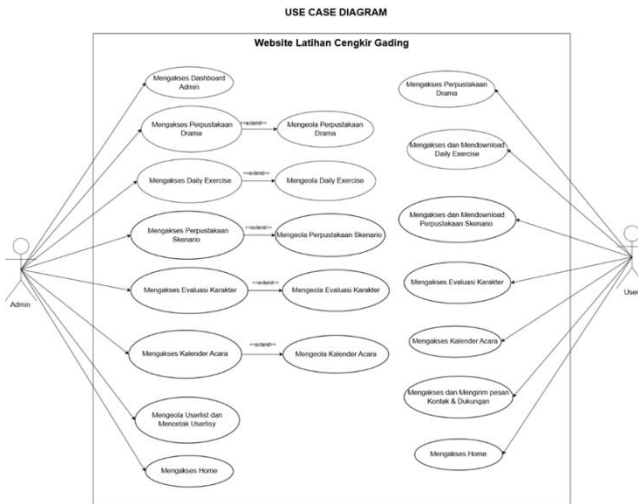 USE CASE DIAGRAM
Website Latihan Cengkir Gading
Mengakses Dashboard
Admin
Mengakses Perpustakaan
Drama
<<extend>>
Mengeola Perpustakaan
Drama
Mengakses Daily Exercise
<<extend>>
Mengeola Daily Exercise
Mengakses Perpustakaan
Skenario
<<extend>>
Mengeola Perpustakaan Skenario
Mengakses Evaluasi Karakter
<<extend>>
Mengeola Evaluasi Karakter
Mengakses Kalender Acara
<<extend>>
Mengeola Kalender Acara
Mengeola Userlist dan
Mencetak Userlisy
Mengakses Home
Admin
Mengakses Perpustakaan
Drama
Mengakses dan Mendownload
Daily Exercise
Mengakses dan Mendownload
Perpustakaan Skenario
Mengakses Evaluasi Karakter
Mengakses Kalender Acara
Mengakses dan Mengirim pesan
Kontak & Dukungan
Mengakses Home
User